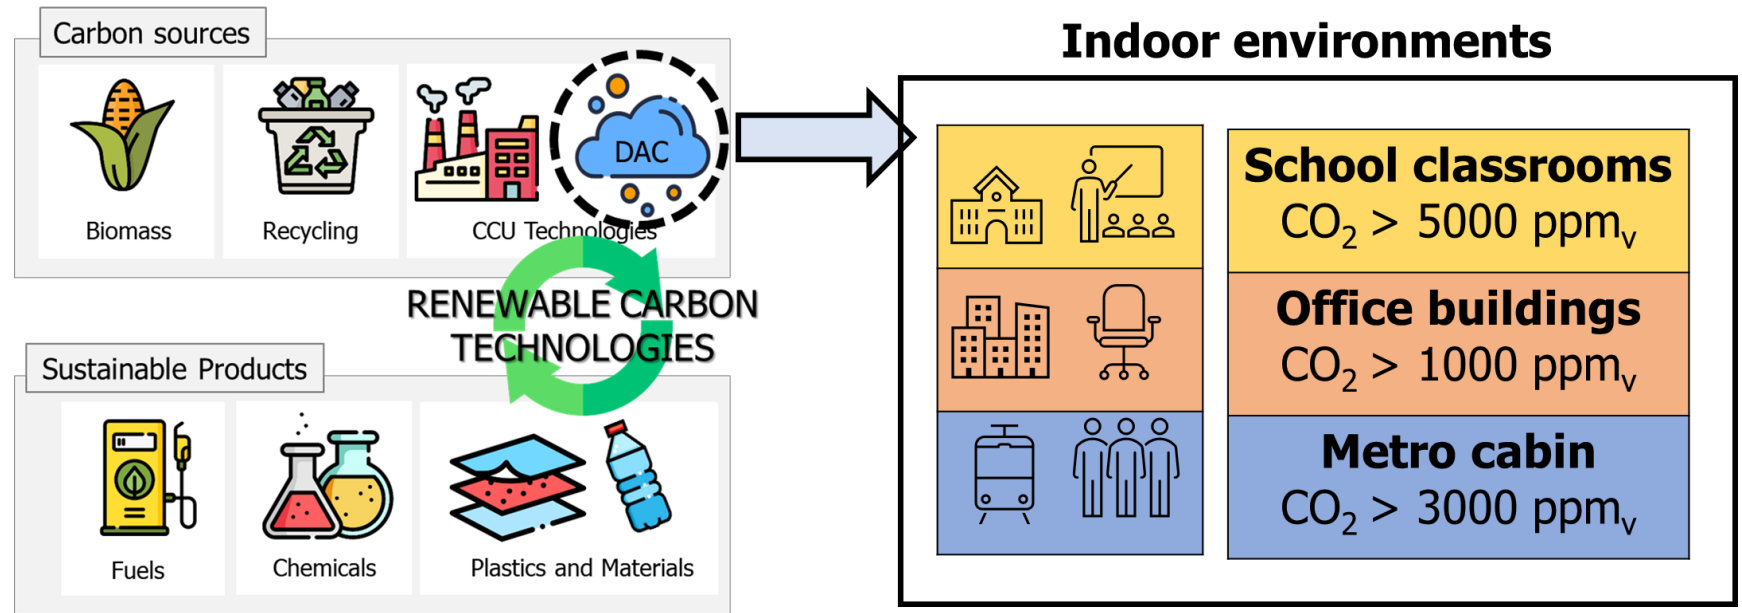 Carbon sources
Biomass
Recycling
CCU Technologies
DAC
RENEWABLE CARBON
TECHNOLOGIES
Sustainable Products
Fuels
Chemicals
Plastics and Materials
Indoor environments
School classrooms
CO₂ > 5000 ppmᵥ
Office buildings
CO₂ > 1000 ppmᵥ
Metro cabin
CO₂ > 3000 ppmᵥ